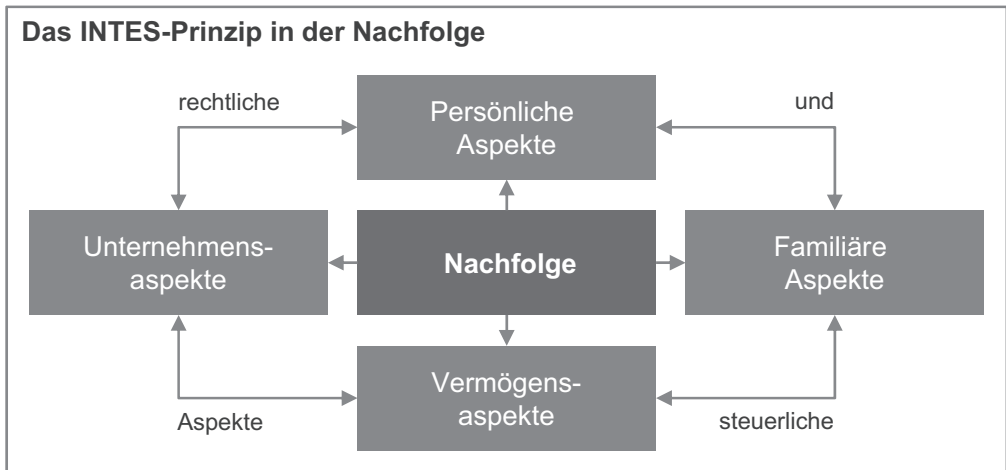 Das INTES-Prinzip in der Nachfolge
rechtliche
Persönliche
Aspekte
und
Unternehmens-
aspekte
Nachfolge
Familiäre
Aspekte
Aspekte
Vermögens-
aspekte
steuerliche